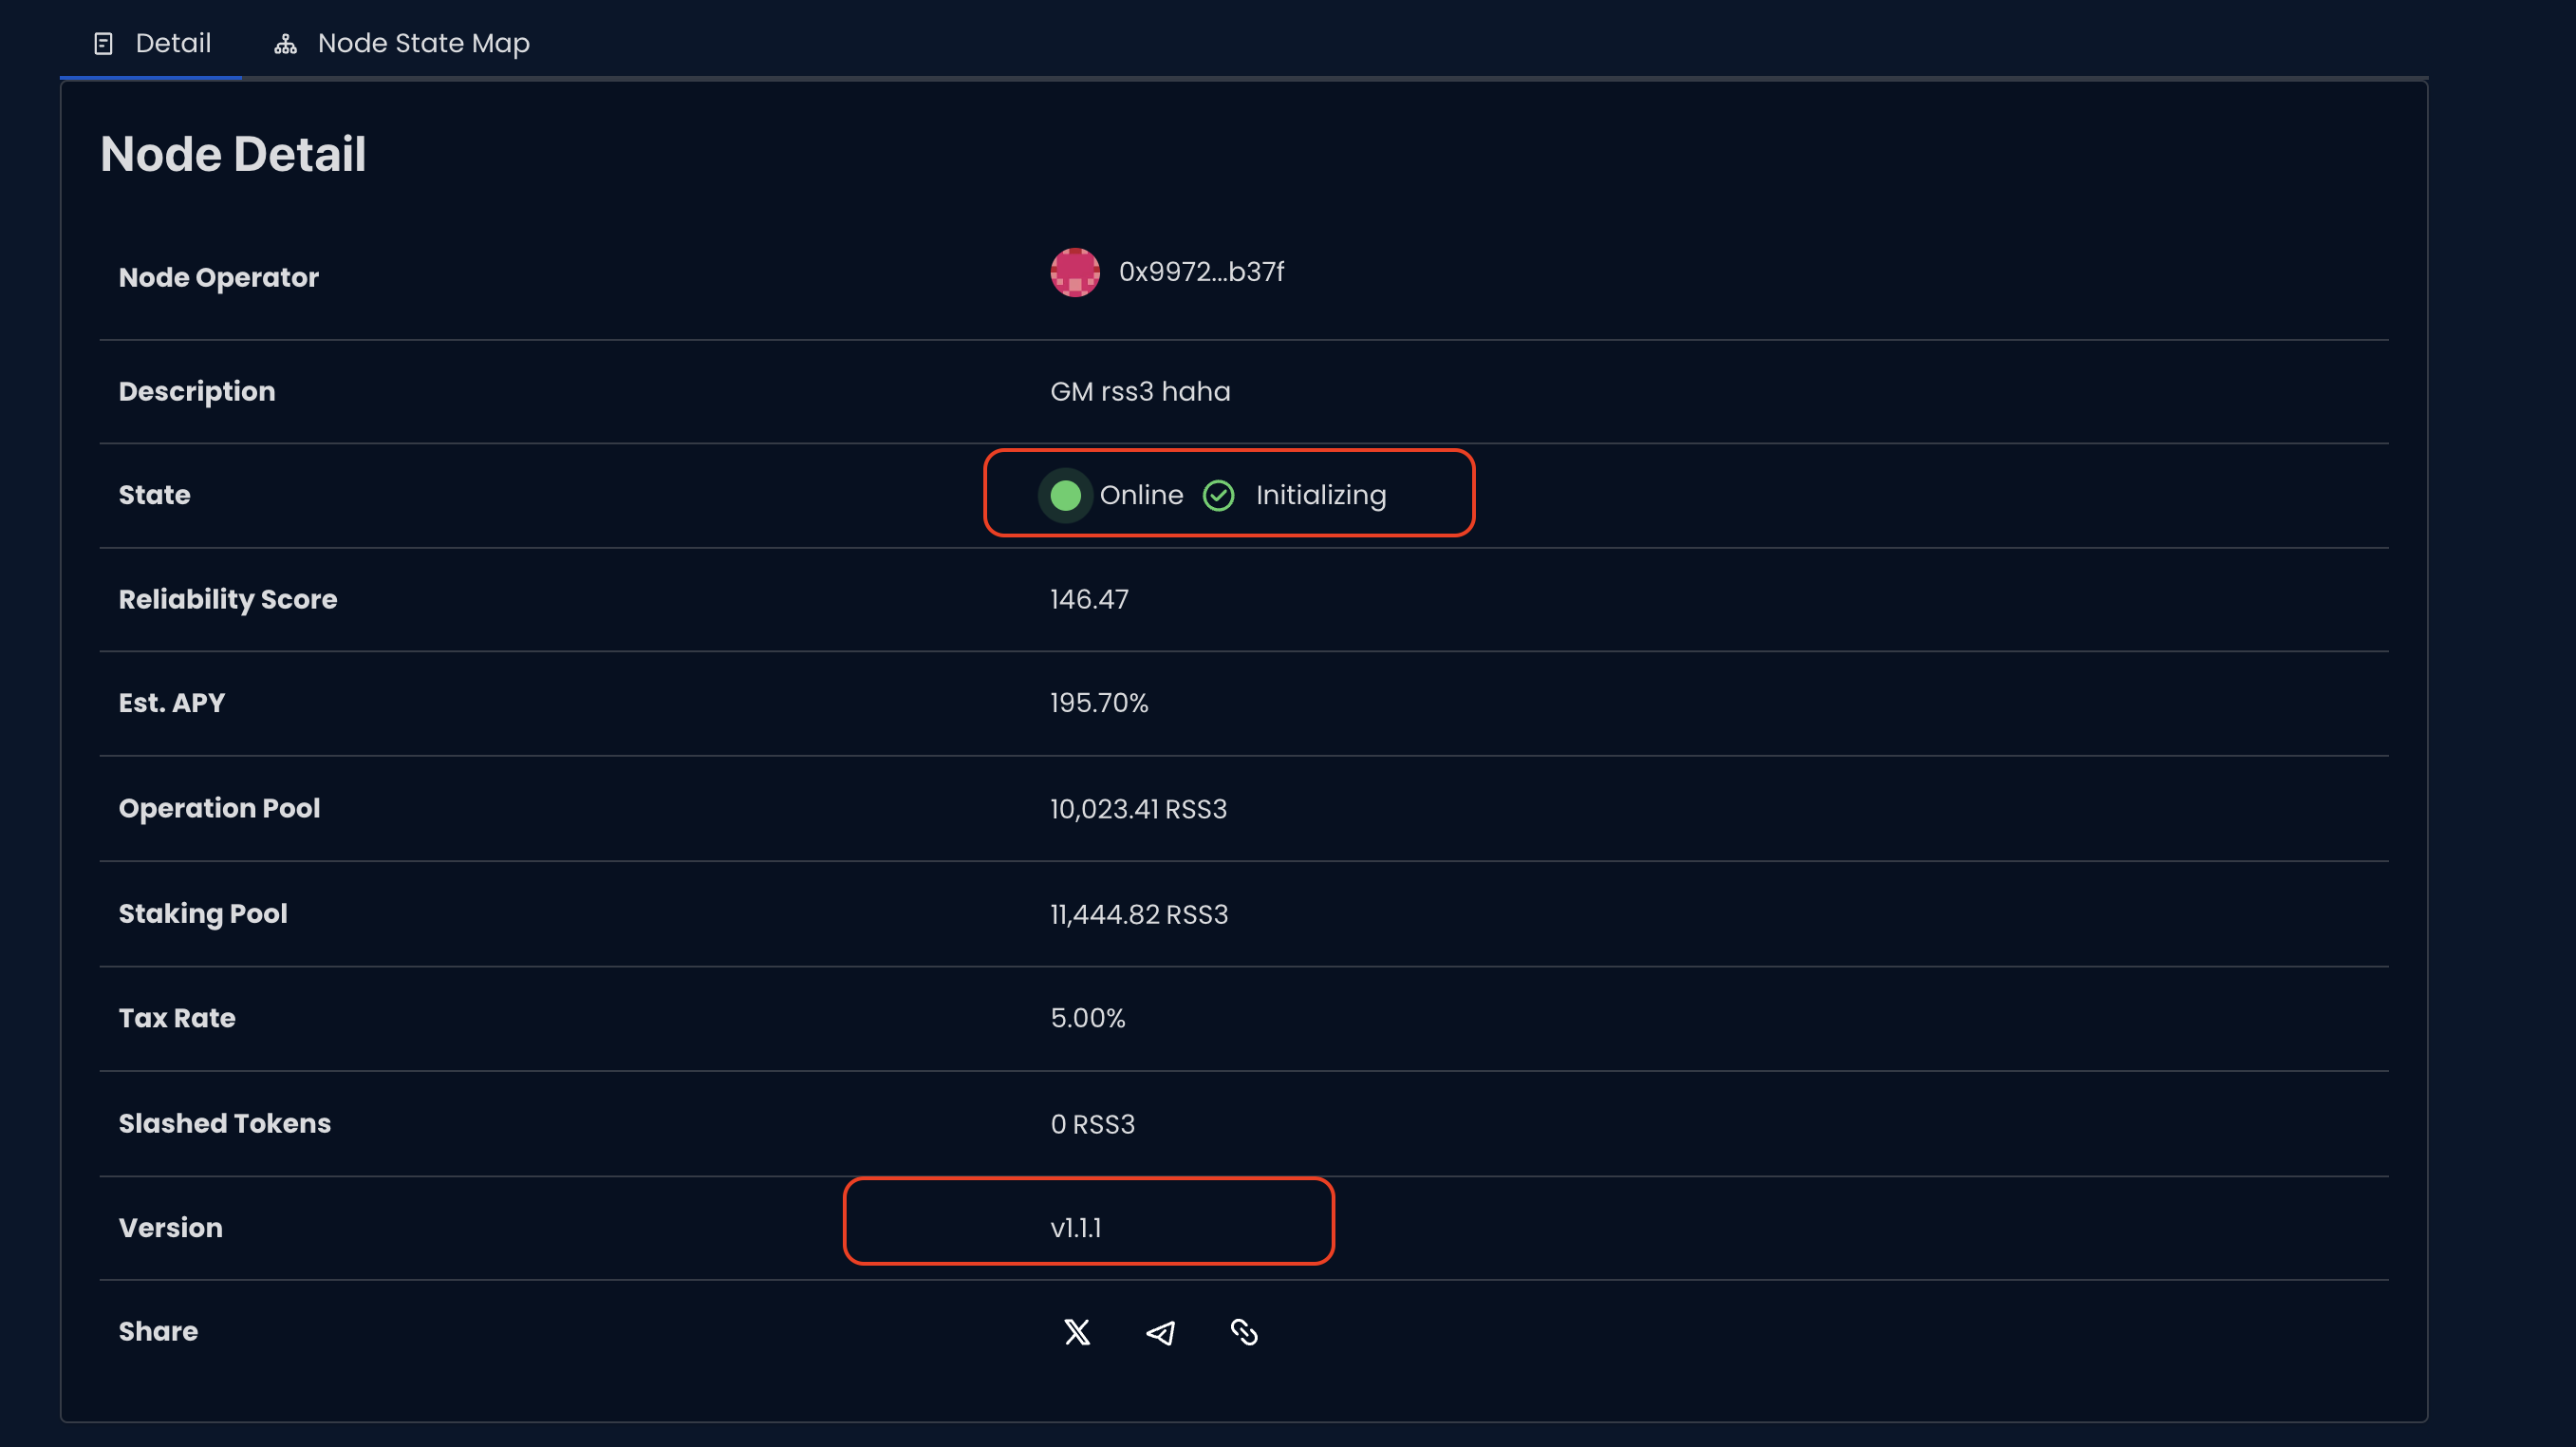 Detail Node State Map
Node Detail
Node Operator 0x9972...b37f
Description GM rss3 haha
State Online Initializing
Reliability Score 146.47
Est. APY 195.70%
Operation Pool 10,023.41 RSS3
Staking Pool 11,444.82 RSS3
Tax Rate 5.00%
Slashed Tokens 0 RSS3
Version v1.1.1
Share